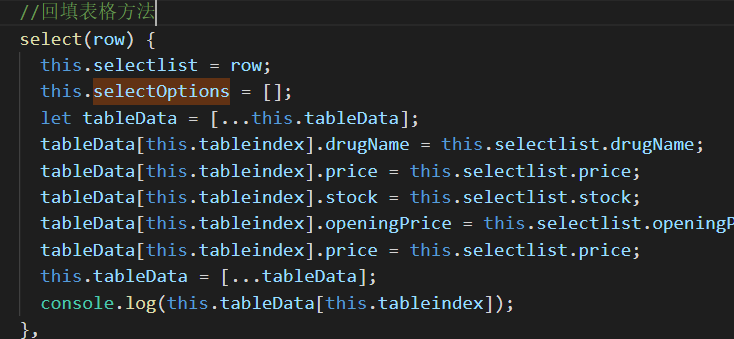 //回填表格方法
select(row) {
this.selectlist = row;
this.selectOptions = [];
let tableData = [...this.tableData];
tableData[this.tableindex].drugName = this.selectlist.drugName;
tableData[this.tableindex].price = this.selectlist.price;
tableData[this.tableindex].stock = this.selectlist.stock;
tableData[this.tableindex].openingPrice = this.selectlist.openingP
tableData[this.tableindex].price = this.selectlist.price;
this.tableData = [...tableData];
console.log(this.tableData[this.tableindex]);
},